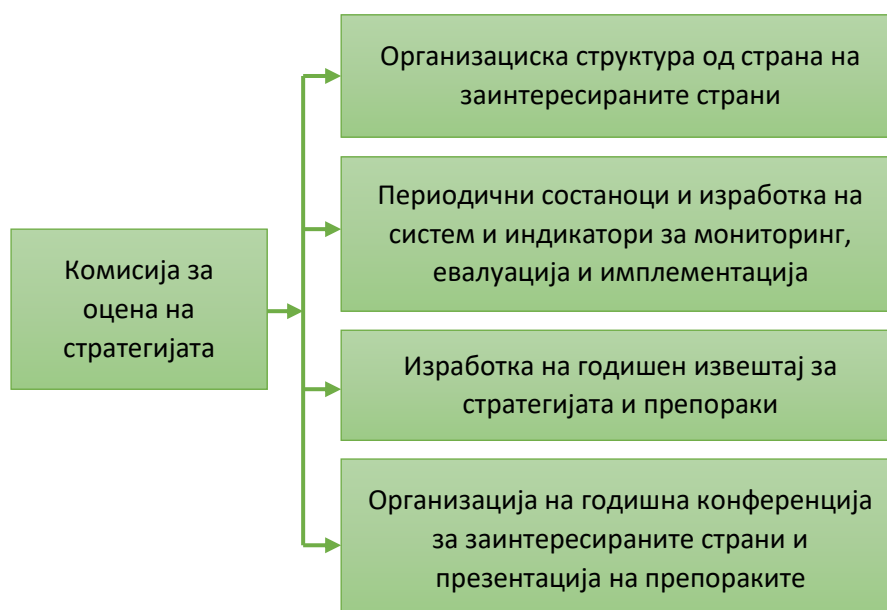 Организациска структура од страна на
заинтересираните страни
Периодични состаноци и изработка на
систем и индикатори за мониторинг,
евалуација и имплементација
Комисија за
оцена на
стратегијата
Изработка на годишен извештај за
стратегијата и препораки
Организација на годишна конференција
за заинтересираните страни и
презентација на препораките